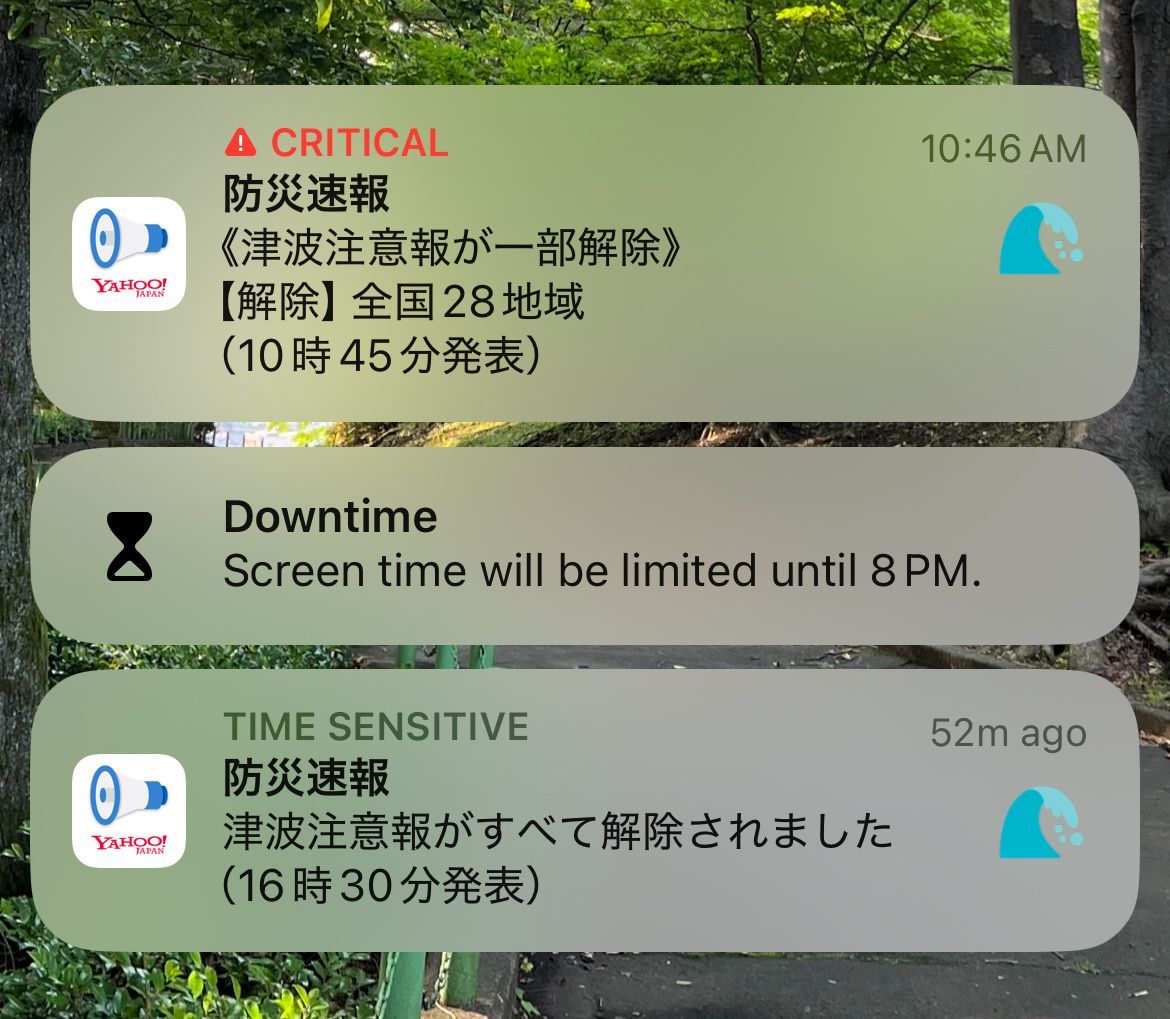 CRITICAL
10:46 AM
防災速報
《津波注意報が一部解除》
【解除】全国28地域
(10時45分発表)
YAHOO!
JAPAN
Downtime
Screen time will be limited until 8 PM.
TIME SENSITIVE
52m ago
防災速報
津波注意報がすべて解除されました
(16時30分発表)
YAHOO!
JAPAN